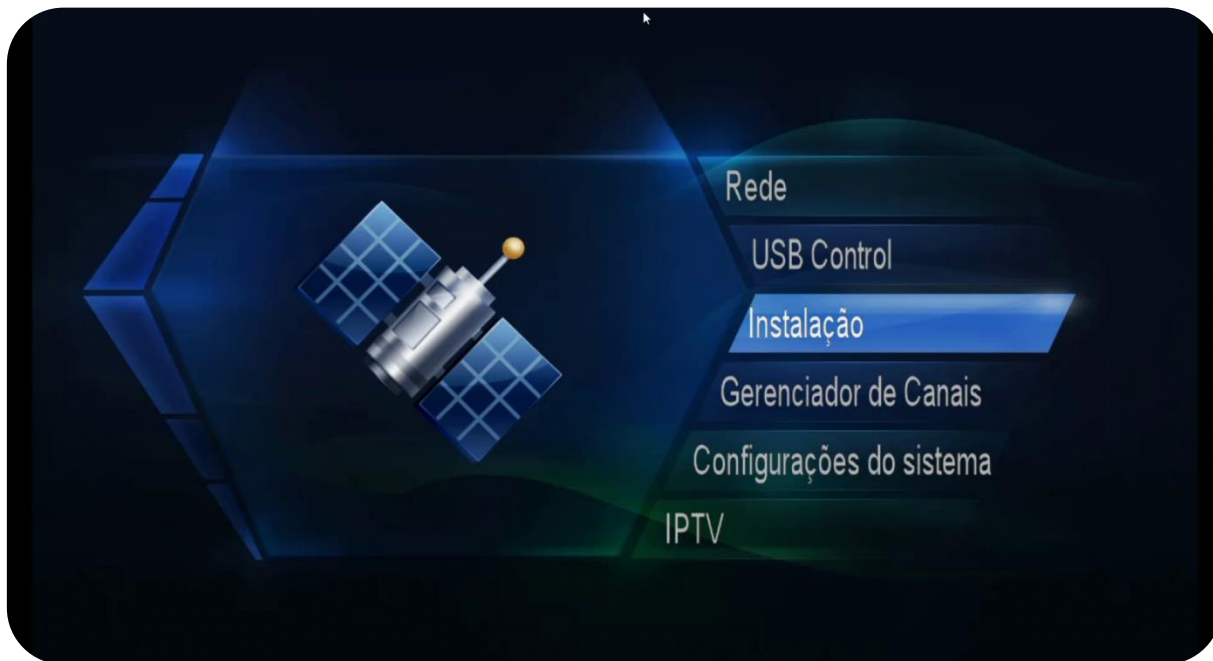 Rede
USB Control
Instalação
Gerenciador de Canais
Configurações do sistema
IPTV